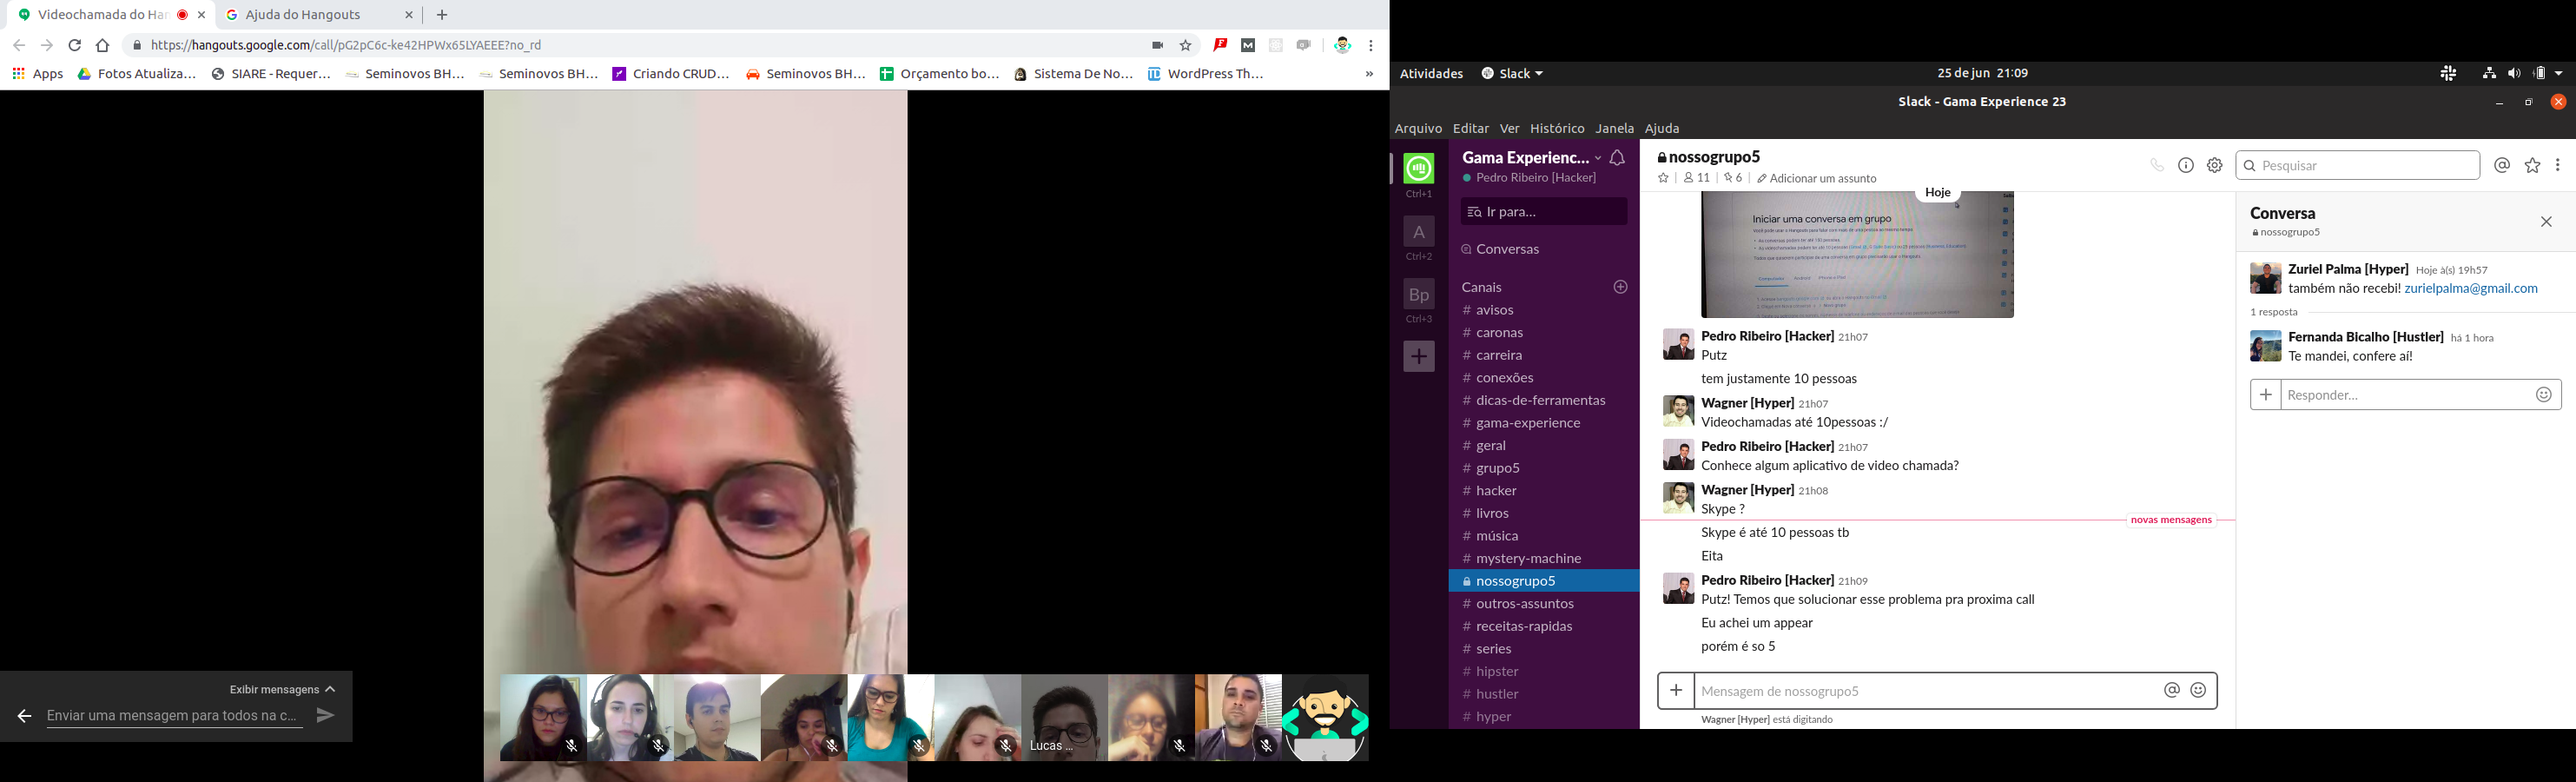 Videochamada do Han
Ajuda do Hangouts
https://hangouts.google.com/call/pG2pC6c-ke42HPWx65LYAEEE?no_rd
Apps
Fotos Atualiza…
SIARE - Requer…
Seminovos BH…
Seminovos BH…
Criando CRUD…
Seminovos BH…
Orçamento bo…
Sistema De No…
WordPress Th…
»
Exibir mensagens
Enviar uma mensagem para todos na c…
Lucas ...
Atividades
Slack
25 de jun 21:09
Slack - Gama Experience 23
Arquivo Editar Ver Histórico Janela Ajuda
Ctrl+1
A
Ctrl+2
Bp
Ctrl+3
Gama Experienc…
Pedro Ribeiro [Hacker]
Ir para...
Conversas
Canais
# avisos
# caronas
# carreira
# conexões
# dicas-de-ferramentas
# gama-experience
# geral
# grupo5
# hacker
# livros
# música
# mystery-machine
nossogrupo5
# outros-assuntos
# receitas-rapidas
# series
# hipster
# hustler
# hyper
nossogrupo5
11 | 6 | Adicionar um assunto
Pesquisar
Hoje
Iniciar uma conversa em grupo
Pedro Ribeiro [Hacker] 21h07
Putz
tem justamente 10 pessoas
Wagner [Hyper] 21h07
Videochamadas até 10pessoas :/
Pedro Ribeiro [Hacker] 21h07
Conhece algum aplicativo de video chamada?
Wagner [Hyper] 21h08
Skype ?
novas mensagens
Skype é até 10 pessoas tb
Eita
Pedro Ribeiro [Hacker] 21h09
Putz! Temos que solucionar esse problema pra proxima call
Eu achei um appear
porém é so 5
Mensagem de nossogrupo5
Wagner [Hyper] está digitando
Conversa
nossogrupo5
Zuriel Palma [Hyper] Hoje à(s) 19h57
também não recebi! zurielpalma@gmail.com
1 resposta
Fernanda Bicalho [Hustler] há 1 hora
Te mandei, confere aí!
Responder...